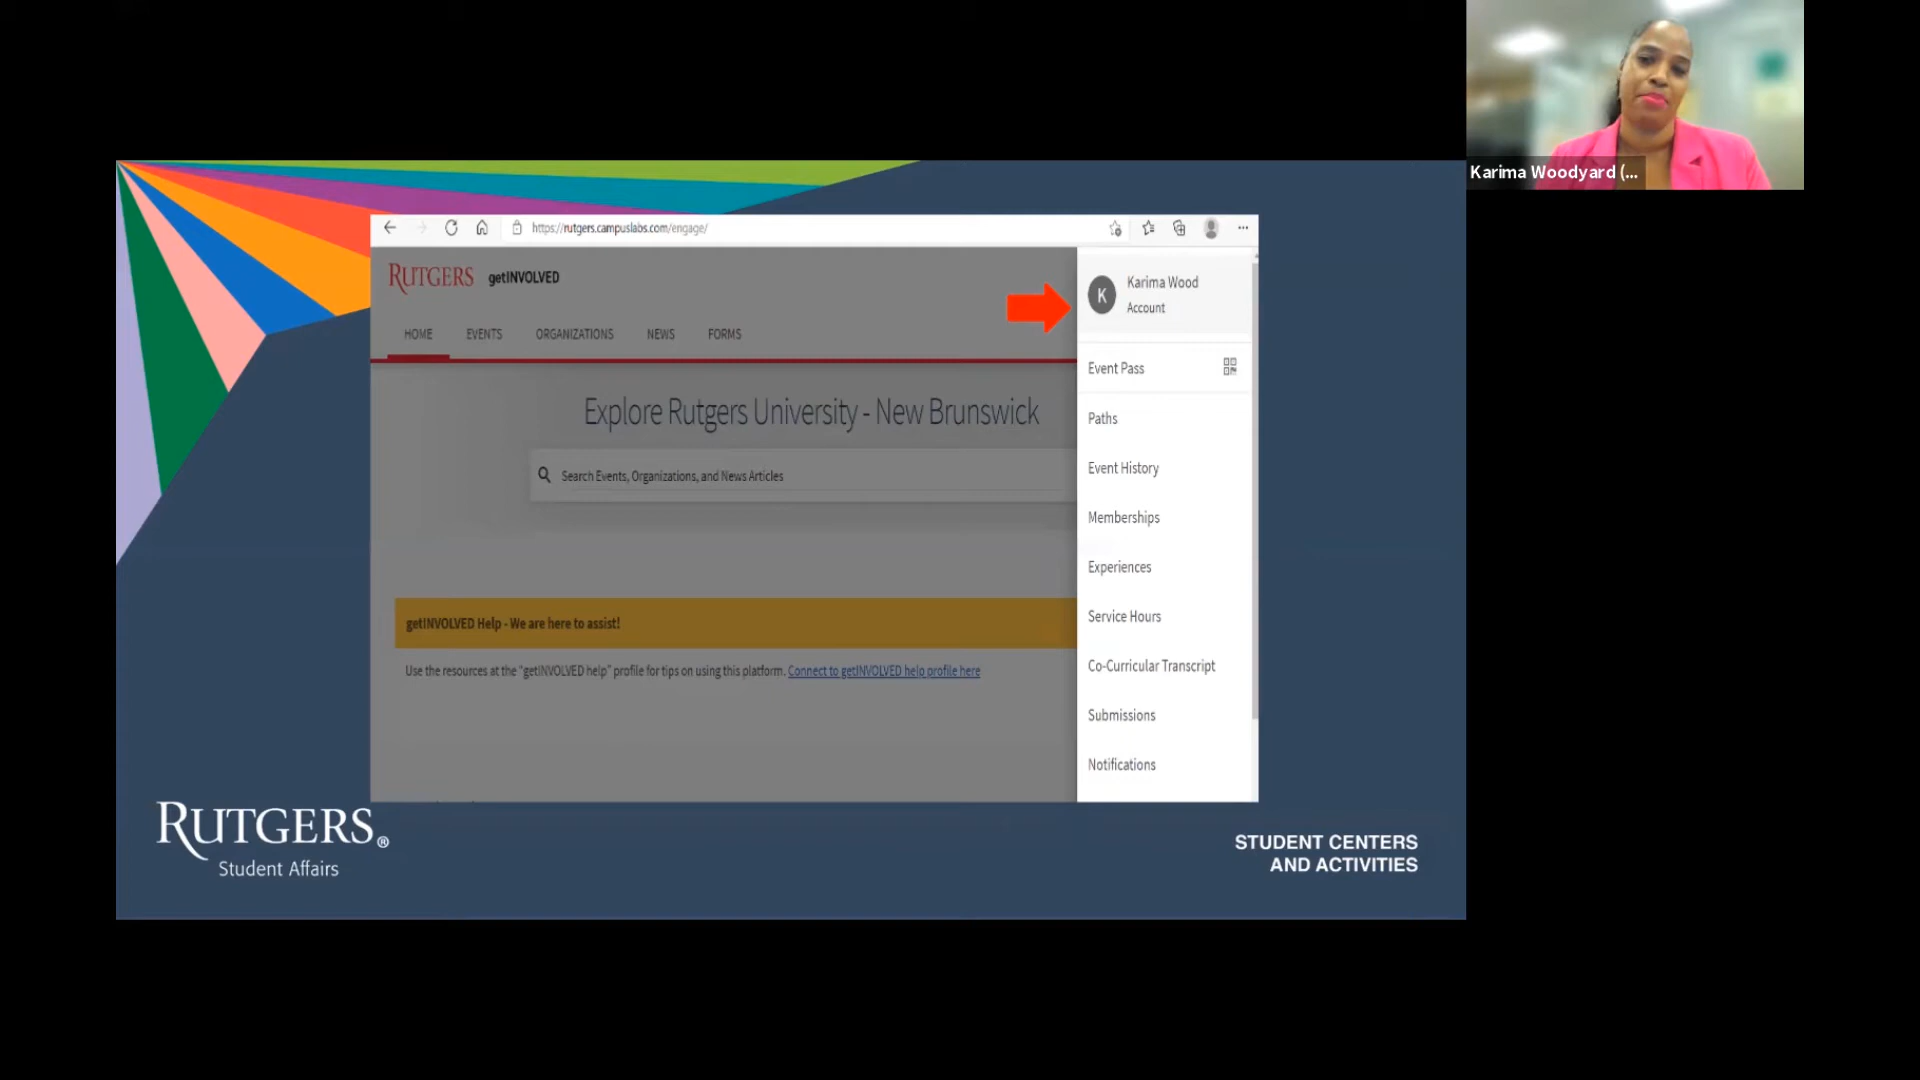 Karima Woodyard (...
https://rutgers.campuslabs.com/engage/
RUTGERS getINVOLVED
HOME EVENTS ORGANIZATIONS NEWS FORMS
Explore Rutgers University - New Brunswick
Search Events, Organizations, and News Articles
getINVOLVED Help - We are here to assist!
Use the resources at the "getINVOLVED help" profile for tips on using this platform. Connect to getINVOLVED help profile here
K
Karima Wood
Account
Event Pass
Paths
Event History
Memberships
Experiences
Service Hours
Co-Curricular Transcript
Submissions
Notifications
RUTGERS®
Student Affairs
STUDENT CENTERS
AND ACTIVITIES